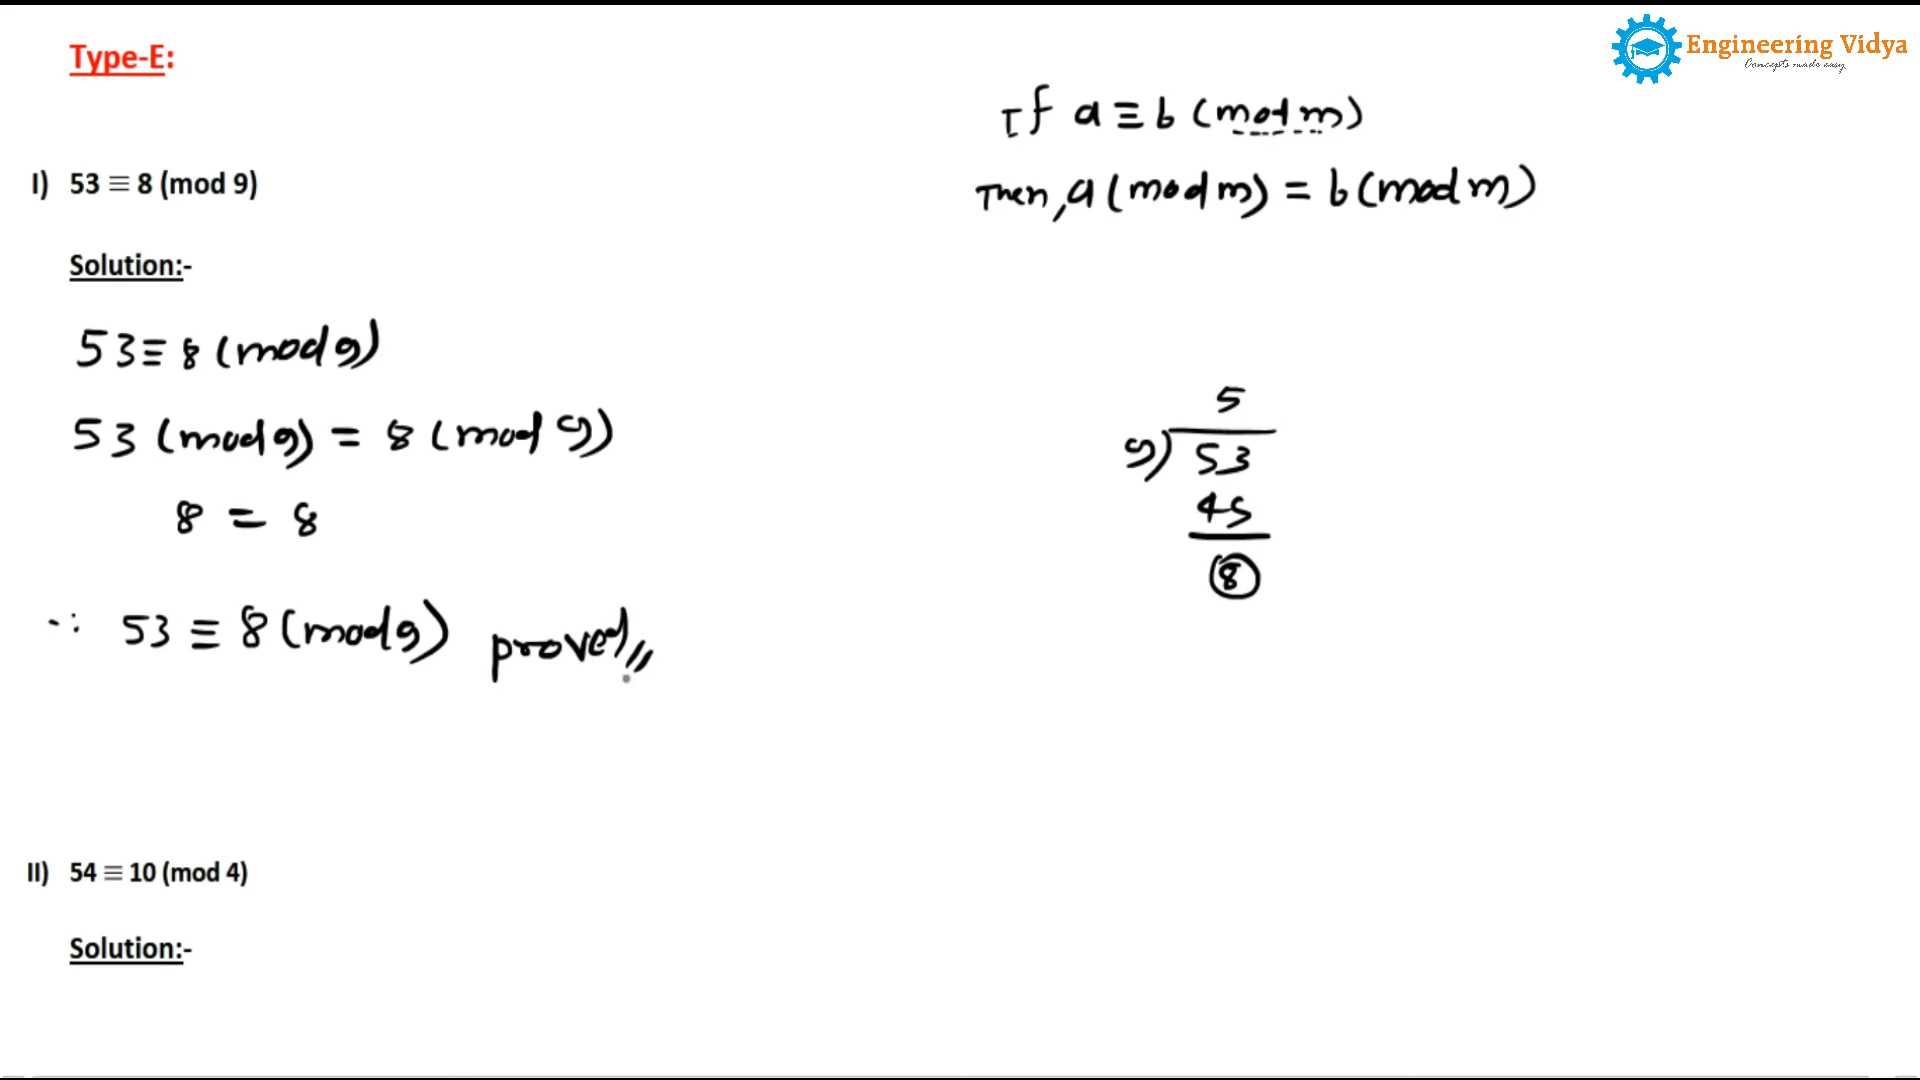 Type-E:
Engineering Vidya
Concepts made easy
If a ≡ b (mod m)
Then, a (mod m) = b (mod m)
I) 53 ≡ 8 (mod 9)
Solution:-
53 ≡ 8 (mod 9)
53 (mod 9) = 8 (mod 9)
8 = 8
∴ 53 ≡ 8 (mod 9) proved//
5
9) 53
45
8
II) 54 ≡ 10 (mod 4)
Solution:-